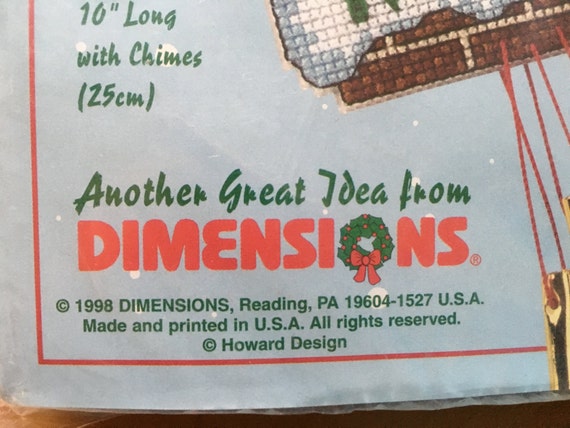 10" Long
with Chimes
(25cm)
Another Great Idea from
DIMENSIONS®
© 1998 DIMENSIONS, Reading, PA 19604-1527 U.S.A.
Made and printed in U.S.A. All rights reserved.
© Howard Design